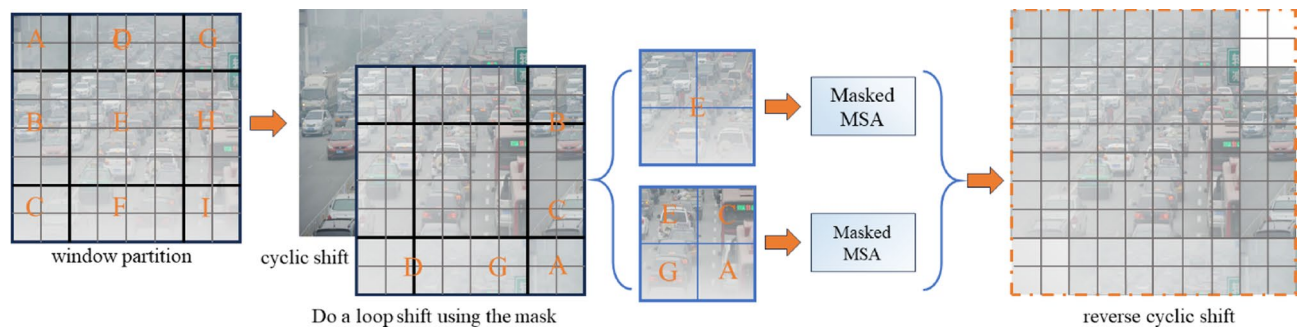 A
G
B
E
H
C
F
I
window partition
cyclic shift
B
C
D
G
A
Do a loop shift using the mask
E
E
C
G
A
Masked
MSA
Masked
MSA
reverse cyclic shift